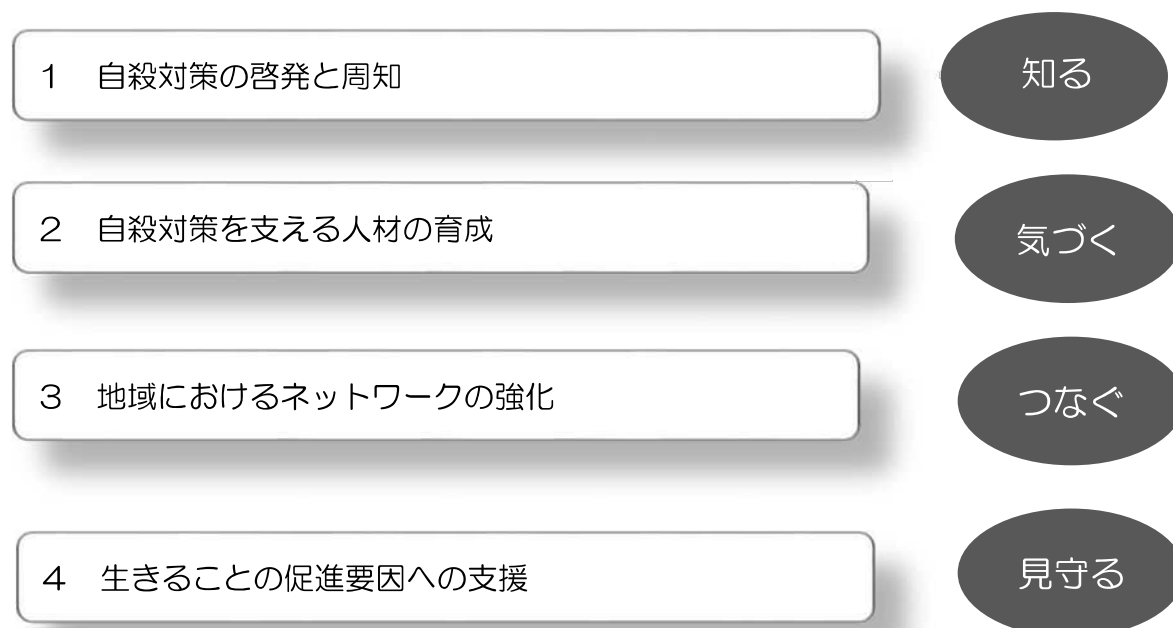 1　自殺対策の啓発と周知
知る
2　自殺対策を支える人材の育成
気づく
3　地域におけるネットワークの強化
つなぐ
4　生きることの促進要因への支援
見守る